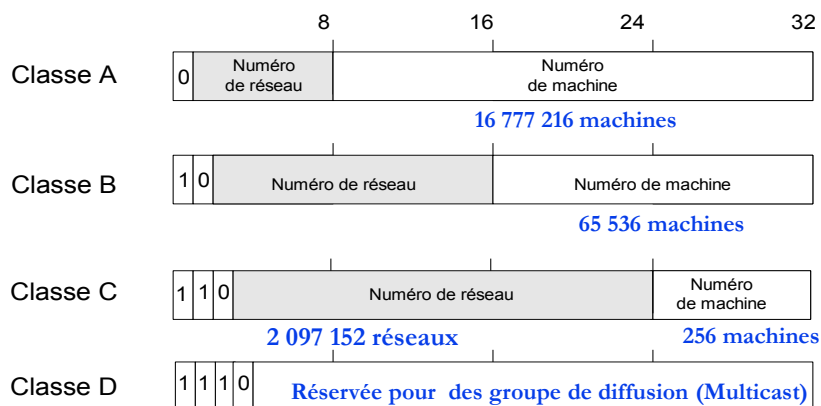 8 16 24 32
Classe A
0
Numéro
de réseau
Numéro
de machine
16 777 216 machines
Classe B
1 0
Numéro de réseau
Numéro de machine
65 536 machines
Classe C
1 1 0
Numéro de réseau
Numéro
de machine
2 097 152 réseaux
256 machines
Classe D
1 1 1 0
Réservée pour des groupe de diffusion (Multicast)